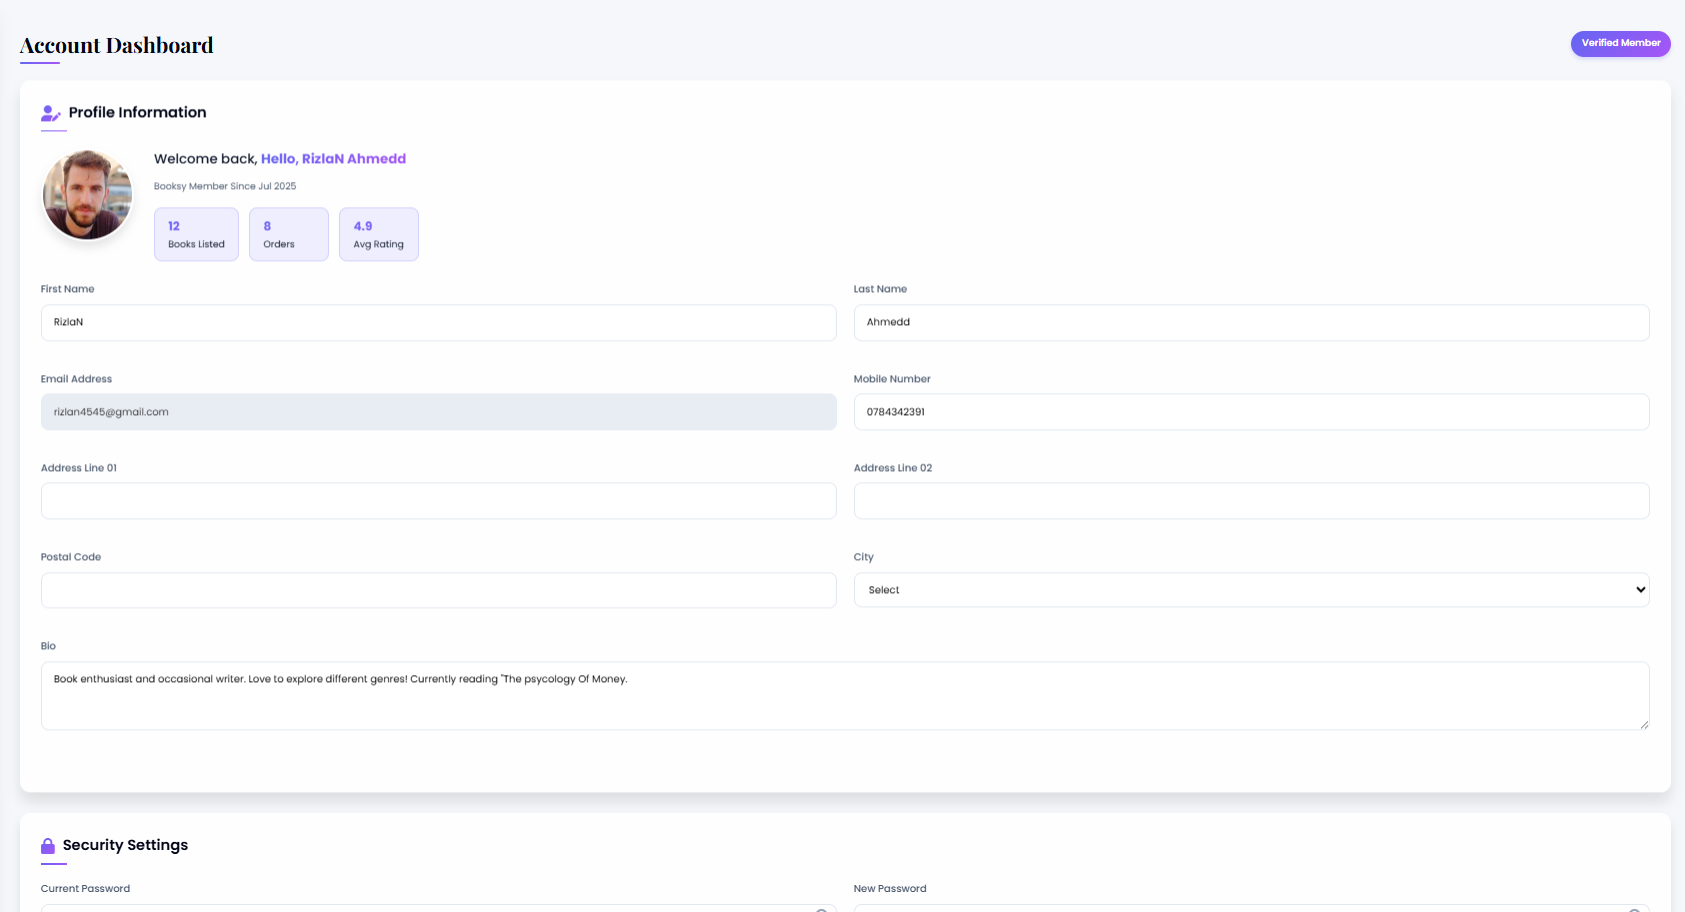 Account Dashboard
Verified Member
Profile Information
Welcome back, Hello, RizlaN Ahmedd
Booksy Member Since Jul 2025
12
Books Listed
8
Orders
4.9
Avg Rating
First Name
Last Name
RizlaN
Ahmedd
Email Address
Mobile Number
rizlan4545@gmail.com
0784342391
Address Line 01
Address Line 02
Postal Code
City
Select
Bio
Book enthusiast and occasional writer. Love to explore different genres! Currently reading "The psycology Of Money.
Security Settings
Current Password
New Password